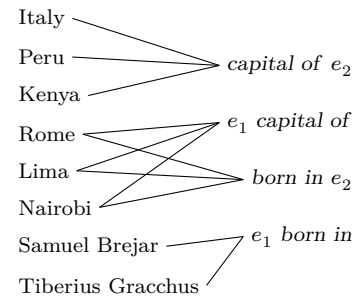 Italy
Peru
capital of e₂
Kenya
e₁ capital of
Rome
Lima
born in e₂
Nairobi
e₁ born in
Samuel Brejar
Tiberius Gracchus